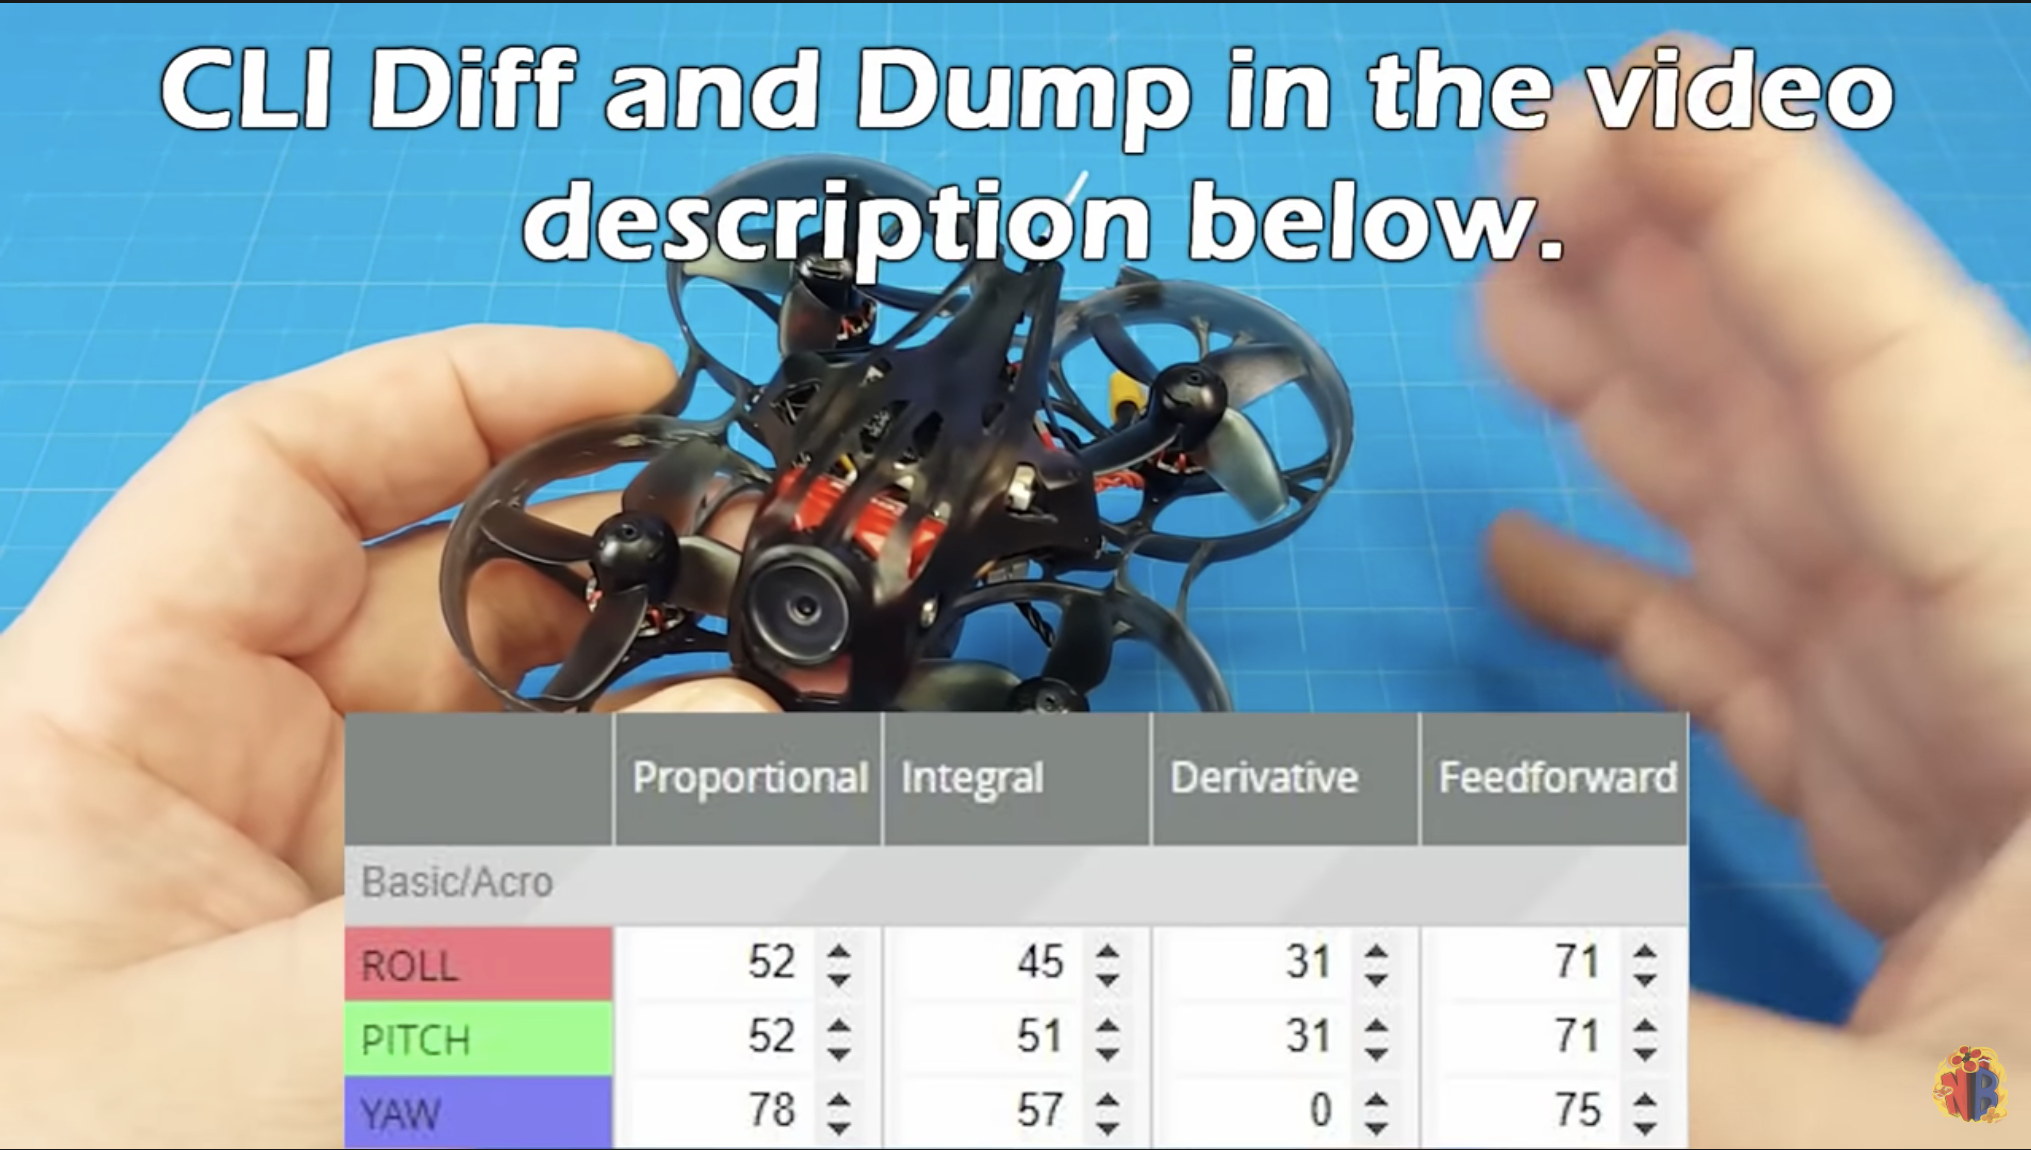 CLI Diff and Dump in the video
description below.
Proportional Integral Derivative Feedforward
Basic/Acro
ROLL 52 45 31 71
PITCH 52 51 31 71
YAW 78 57 0 75
NB